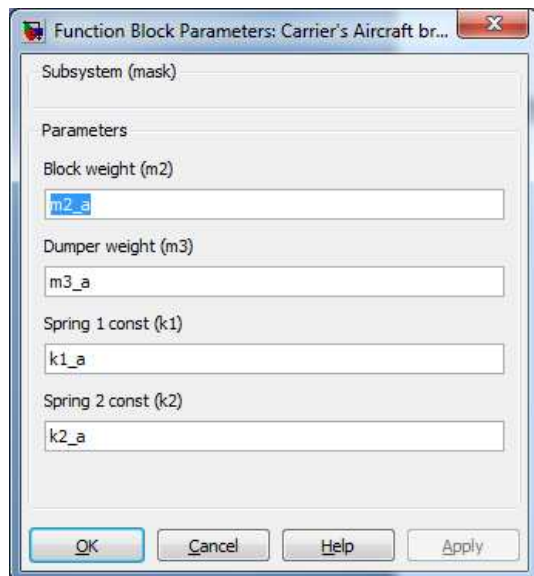 Function Block Parameters: Carrier's Aircraft br...
Subsystem (mask)
Parameters
Block weight (m2)
m2_a
Dumper weight (m3)
m3_a
Spring 1 const (k1)
k1_a
Spring 2 const (k2)
k2_a
OK Cancel Help Apply